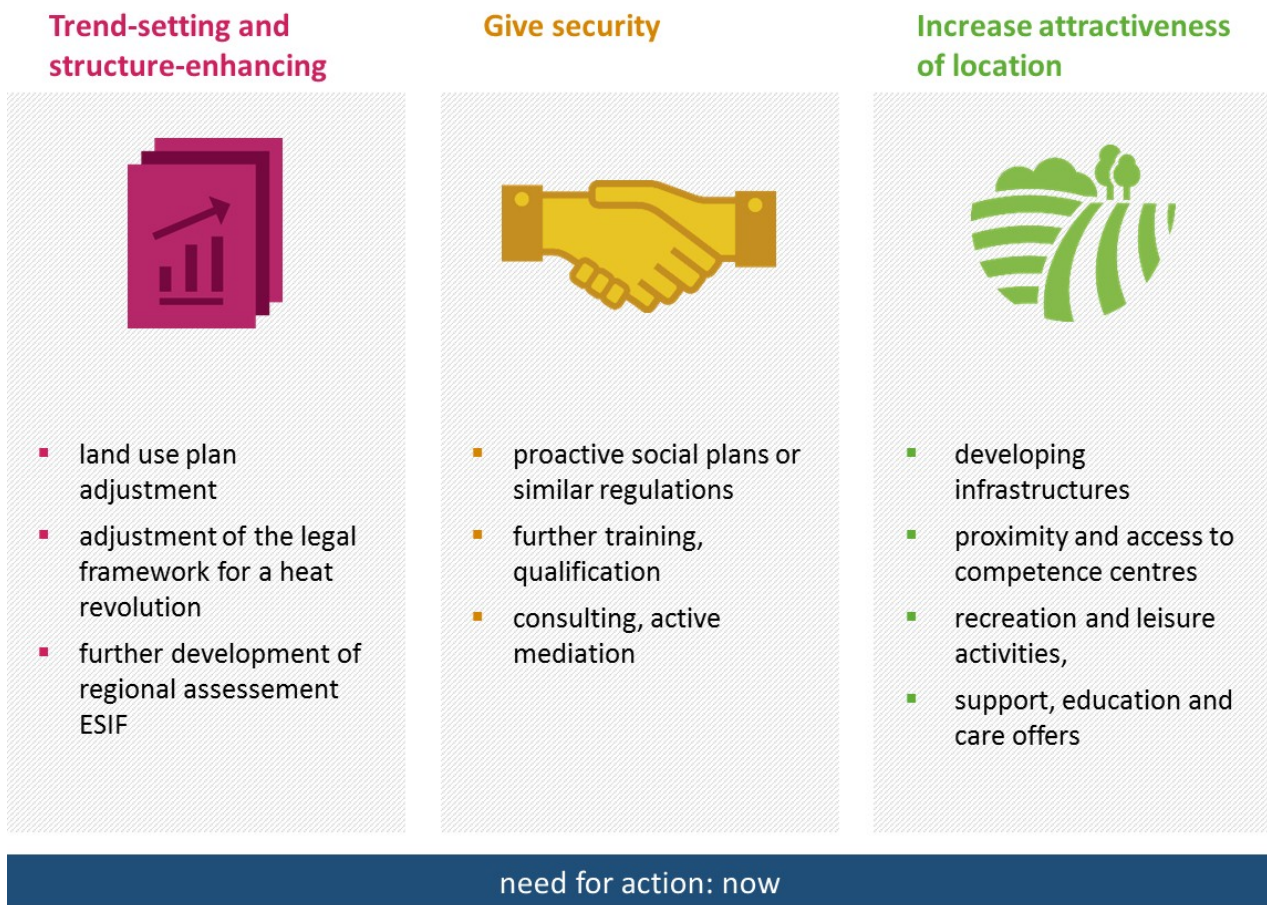 Trend-setting and
structure-enhancing
Give security
Increase attractiveness
of location
▪ land use plan
adjustment
▪ adjustment of the legal
framework for a heat
revolution
▪ further development of
regional assessement
ESIF
▪ proactive social plans or
similar regulations
▪ further training,
qualification
▪ consulting, active
mediation
▪ developing
infrastructures
▪ proximity and access to
competence centres
▪ recreation and leisure
activities,
▪ support, education and
care offers
need for action: now